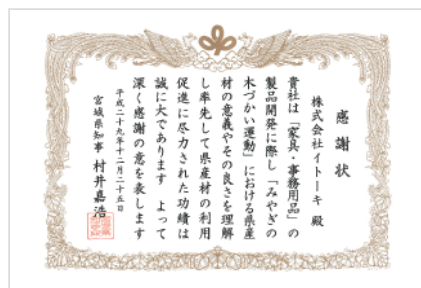 感謝状
株式会社イトーキ 殿
貴社は「家具・事務用品」の
製品開発に際し「みやぎの
木づかい運動」における県産
材の意義やその良さを理解
し率先して県産材の利用
促進に尽力された功績は
誠に大であります よって
深く感謝の意を表します
平成二十九年十二月二十五日
宮城県知事 村井嘉浩